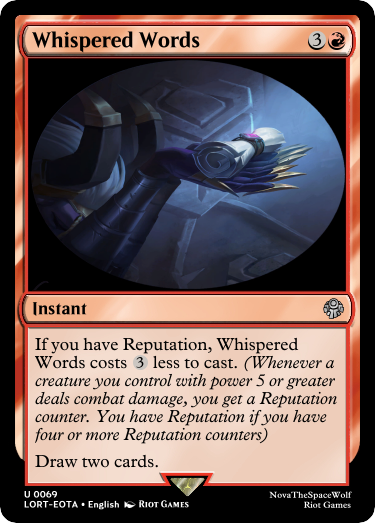 Whispered Words 3
Instant
If you have Reputation, Whispered
Words costs 3 less to cast. (Whenever a
creature you control with power 5 or greater
deals combat damage, you get a Reputation
counter. You have Reputation if you have
four or more Reputation counters)
Draw two cards.
U 0069
LORT-EOTA • English Riot Games
NovaTheSpaceWolf
Riot Games